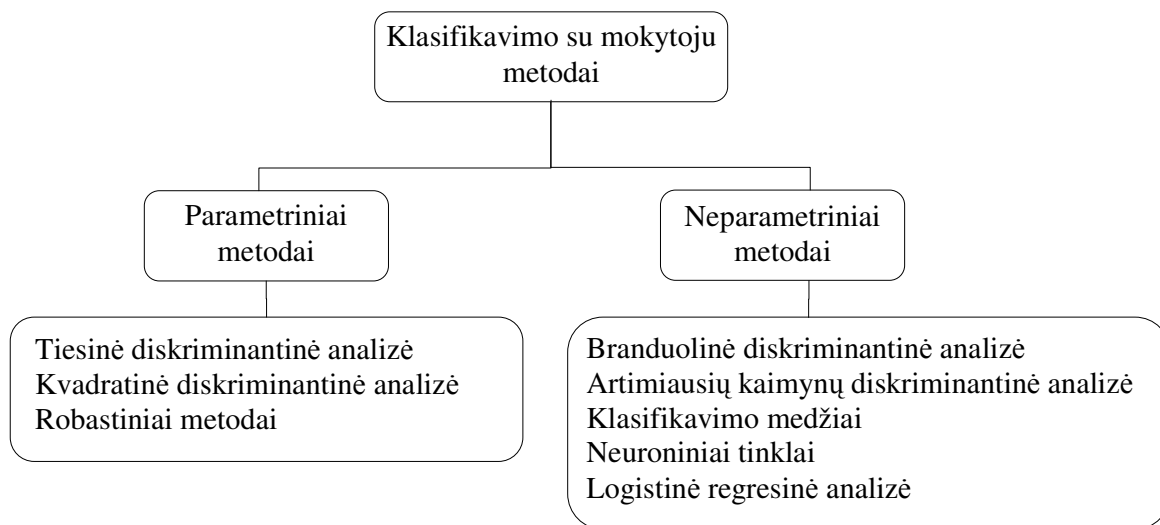 Klasifikavimo su mokytoju
metodai
Parametriniai
metodai
Neparametriniai
metodai
Tiesinė diskriminantinė analizė
Kvadratinė diskriminantinė analizė
Robastiniai metodai
Branduolinė diskriminantinė analizė
Artimiausių kaimynų diskriminantinė analizė
Klasifikavimo medžiai
Neuroniniai tinklai
Logistinė regresinė analizė